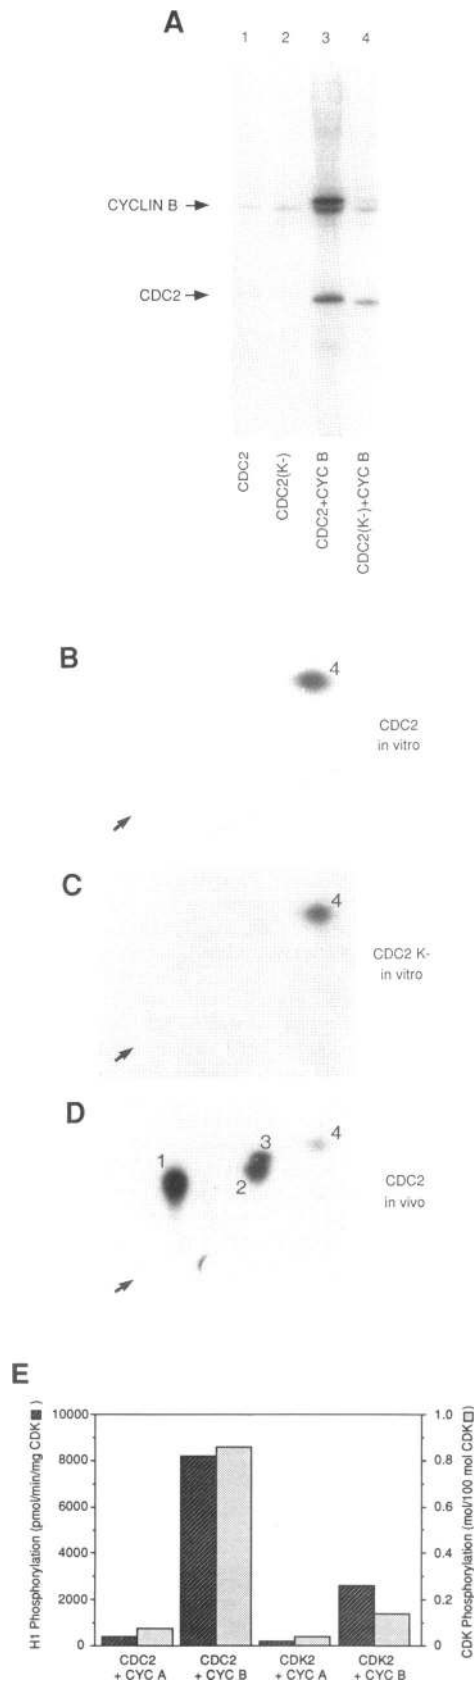 A
1 2 3 4
CYCLIN B
CDC2
CDC2
CDC2(K-)
CDC2+CYC B
CDC2(K-)+CYC B
B
4
CDC2
in vitro
C
4
CDC2 K-
in vitro
D
1
2
3
4
CDC2
in vivo
E
H1 Phosphorylation (pmol/min/mg CDK )
10000
8000
6000
4000
2000
0
1.0
0.8
0.6
0.4
0.2
0
CDK Phosphorylation (mol/100 mol CDK )
CDC2
+ CYC A
CDC2
+ CYC B
CDK2
+ CYC A
CDK2
+ CYC B